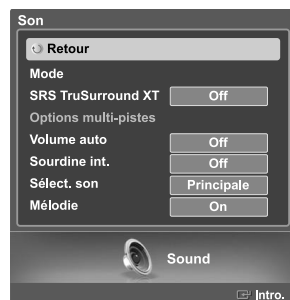 Son
Retour
Mode
SRS TruSurround XT Off
Options multi-pistes
Volume auto Off
Sourdine int. Off
Sélect. son Principale
Mélodie On
Sound
Intro.